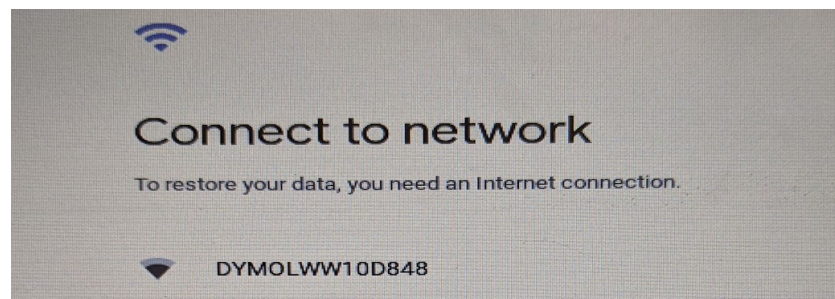 Connect to network
To restore your data, you need an Internet connection.
DYMOLWW10D848